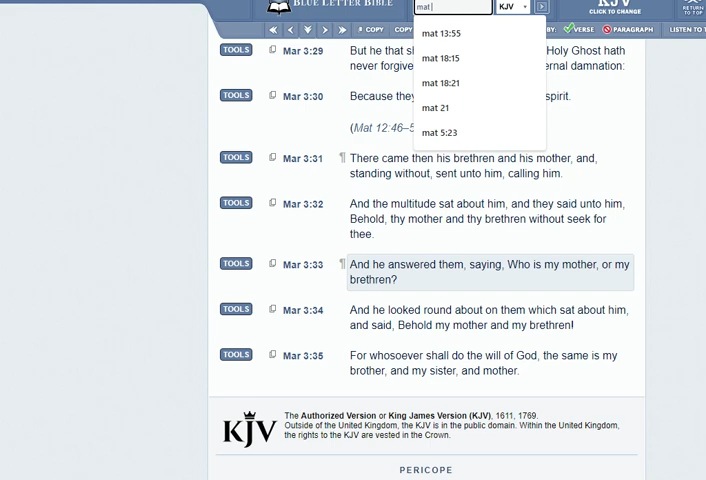 BLUE LETTER BIBLE
mat
KJV
KJV
CLICK TO CHANGE
RETURN
TO TOP
COPY
COPY
BY:
VERSE
PARAGRAPH
LISTEN TO
mat 13:55
mat 18:15
mat 18:21
mat 21
mat 5:23
TOOLS
Mar 3:29
But he that sh
Holy Ghost hath
never forgive
ernal damnation:
TOOLS
Mar 3:30
Because they
spirit.
(Mat 12:46–5
TOOLS
Mar 3:31
¶ There came then his brethren and his mother, and,
standing without, sent unto him, calling him.
TOOLS
Mar 3:32
And the multitude sat about him, and they said unto him,
Behold, thy mother and thy brethren without seek for
thee.
TOOLS
Mar 3:33
¶ And he answered them, saying, Who is my mother, or my
brethren?
TOOLS
Mar 3:34
And he looked round about on them which sat about him,
and said, Behold my mother and my brethren!
TOOLS
Mar 3:35
For whosoever shall do the will of God, the same is my
brother, and my sister, and mother.
KJV
The Authorized Version or King James Version (KJV), 1611, 1769.
Outside of the United Kingdom, the KJV is in the public domain. Within the United Kingdom,
the rights to the KJV are vested in the Crown.
PERICOPE